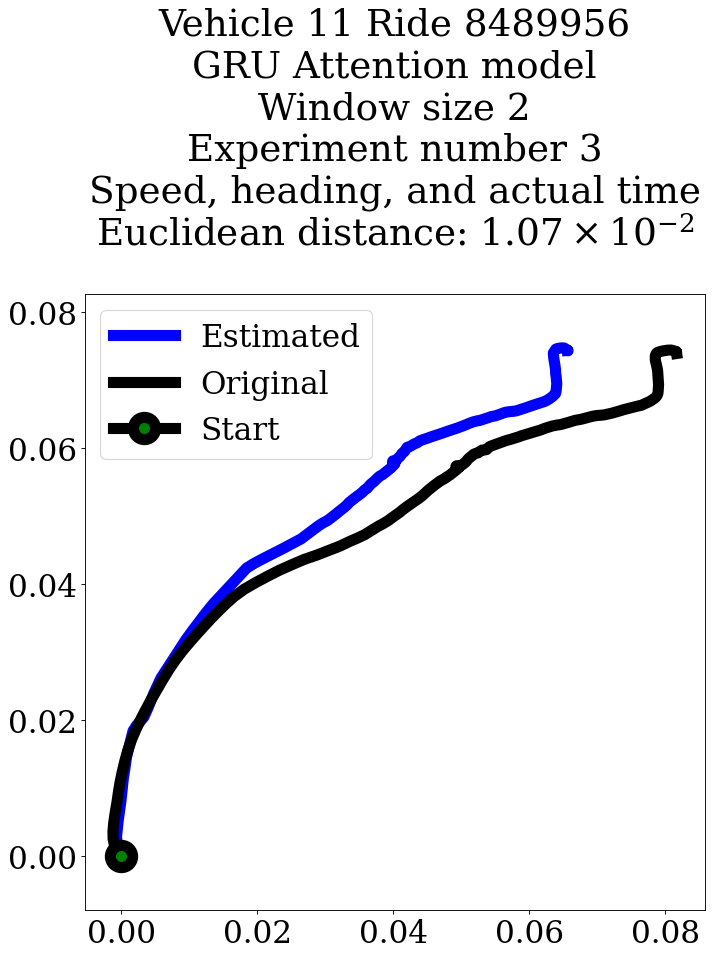 Vehicle 11 Ride 8489956
GRU Attention model
Window size 2
Experiment number 3
Speed, heading, and actual time
Euclidean distance: 1.07 × 10⁻²
0.08
Estimated
Original
Start
0.06
0.04
0.02
0.00
0.00 0.02 0.04 0.06 0.08